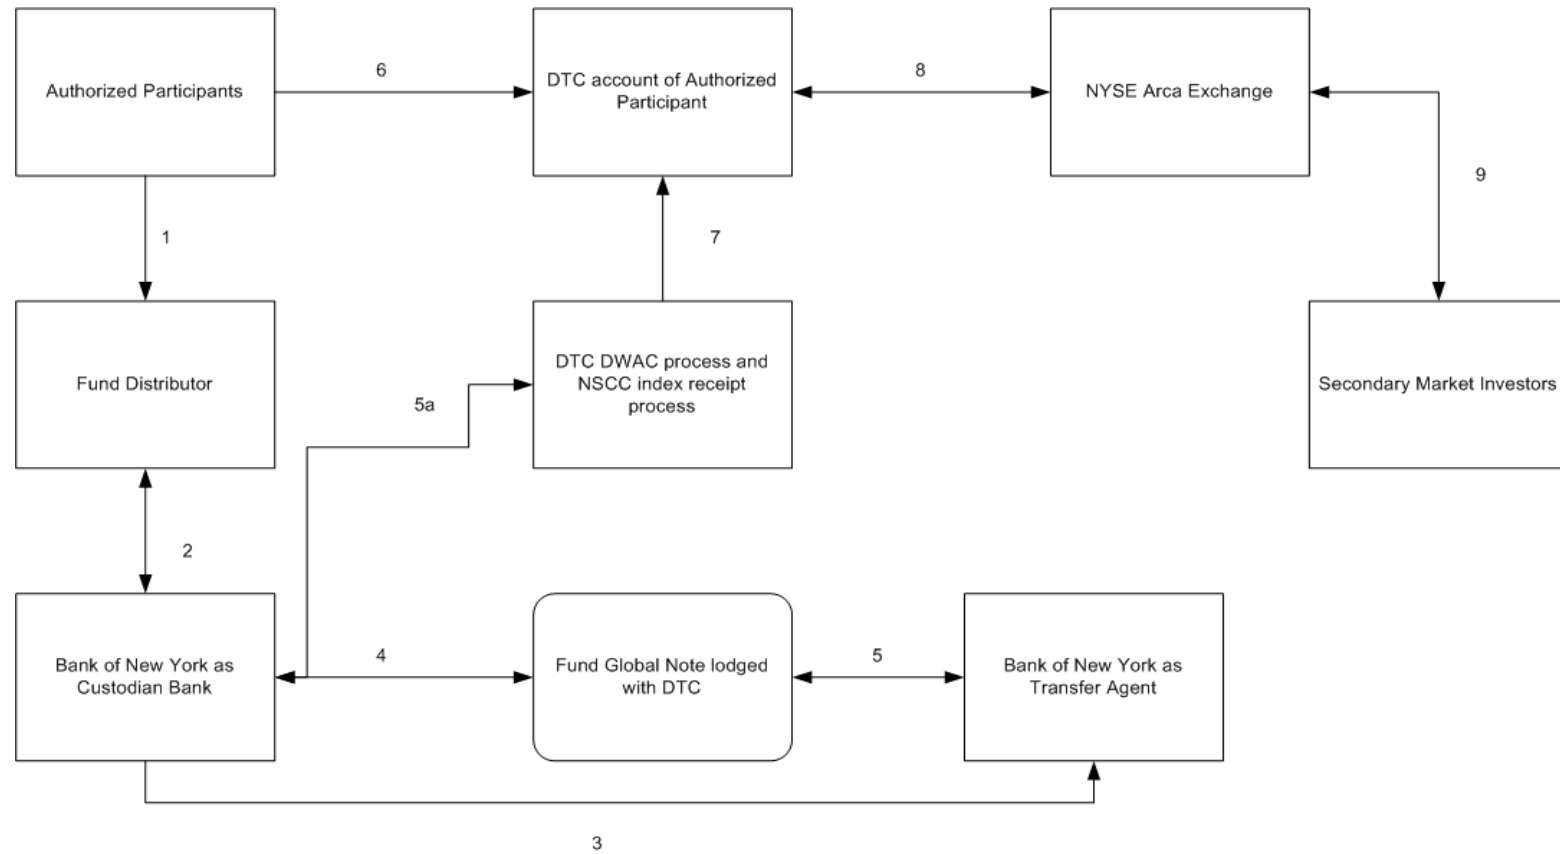 Authorized Participants
6
DTC account of Authorized
Participant
8
NYSE Arca Exchange
9
1
7
Fund Distributor
5a
DTC DWAC process and
NSCC index receipt
process
Secondary Market Investors
2
Bank of New York as
Custodian Bank
4
Fund Global Note lodged
with DTC
5
Bank of New York as
Transfer Agent
3